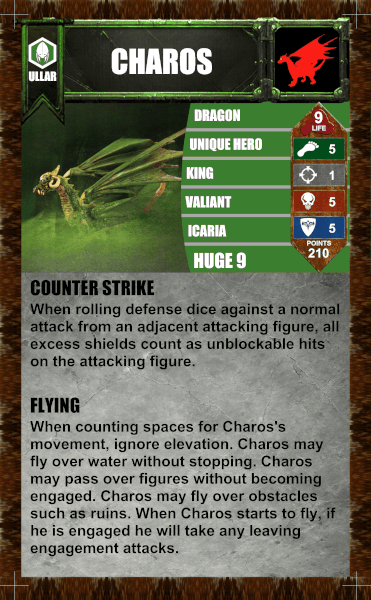 ULLAR
CHAROS
DRAGON
UNIQUE HERO
KING
VALIANT
ICARIA
HUGE 9
9
LIFE
5
1
5
5
POINTS
210
COUNTER STRIKE
When rolling defense dice against a normal
attack from an adjacent attacking figure, all
excess shields count as unblockable hits
on the attacking figure.
FLYING
When counting spaces for Charos's
movement, ignore elevation. Charos may
fly over water without stopping. Charos
may pass over figures without becoming
engaged. Charos may fly over obstacles
such as ruins. When Charos starts to fly, if
he is engaged he will take any leaving
engagement attacks.